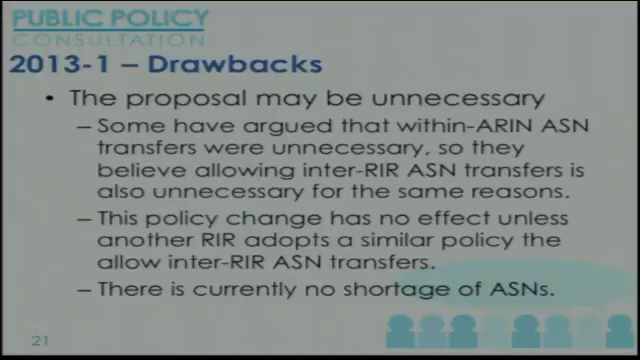 PUBLIC POLICY
CONSULTATION
2013-1 – Drawbacks
• The proposal may be unnecessary
– Some have argued that within-ARIN ASN
transfers were unnecessary, so they
believe allowing inter-RIR ASN transfers is
also unnecessary for the same reasons.
– This policy change has no effect unless
another RIR adopts a similar policy the
allow inter-RIR ASN transfers.
– There is currently no shortage of ASNs.
21